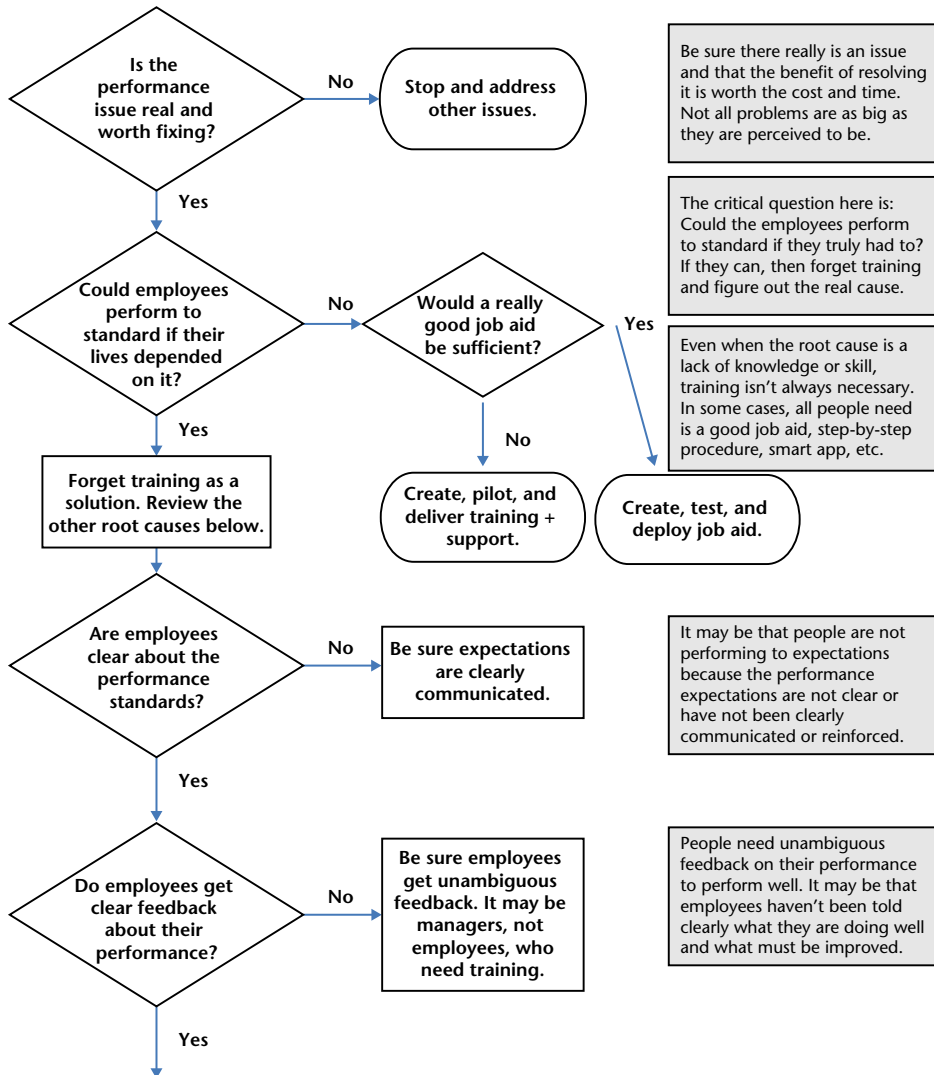 Is the
performance
issue real and
worth fixing?
No
Stop and address
other issues.
Be sure there really is an issue
and that the benefit of resolving
it is worth the cost and time.
Not all problems are as big as
they are perceived to be.
Yes
The critical question here is:
Could the employees perform
to standard if they truly had to?
If they can, then forget training
and figure out the real cause.
Could employees
perform to
standard if their
lives depended
on it?
No
Would a really
good job aid
be sufficient?
Yes
Even when the root cause is a
lack of knowledge or skill,
training isn’t always necessary.
In some cases, all people need
is a good job aid, step-by-step
procedure, smart app, etc.
Yes
No
Forget training as a
solution. Review the
other root causes below.
Create, pilot, and
deliver training +
support.
Create, test, and
deploy job aid.
Are employees
clear about the
performance
standards?
No
Be sure expectations
are clearly
communicated.
It may be that people are not
performing to expectations
because the performance
expectations are not clear or
have not been clearly
communicated or reinforced.
Yes
Do employees get
clear feedback
about their
performance?
No
Be sure employees
get unambiguous
feedback. It may be
managers, not
employees, who
need training.
People need unambiguous
feedback on their performance
to perform well. It may be that
employees haven’t been told
clearly what they are doing well
and what must be improved.
Yes